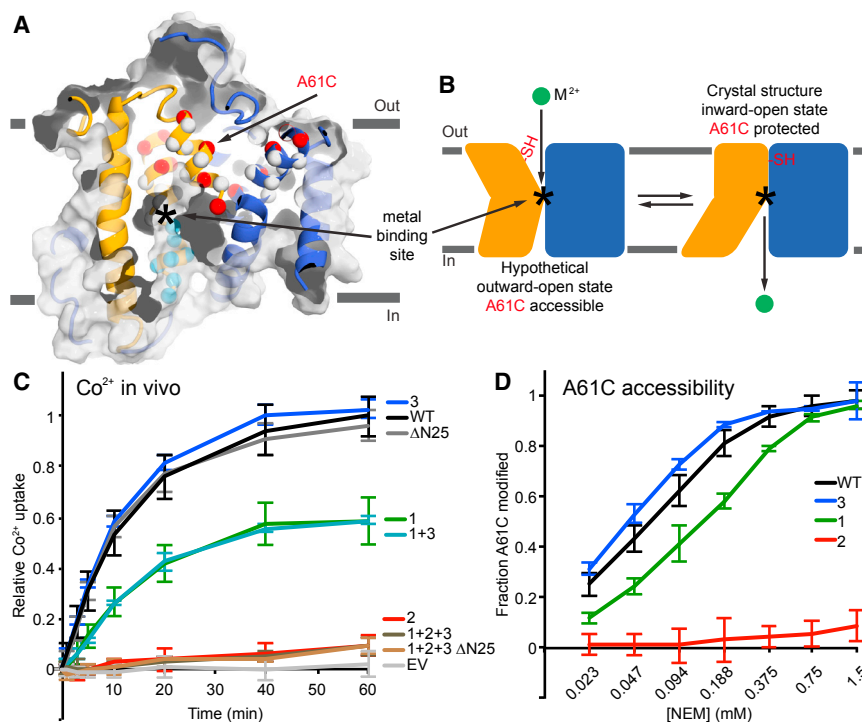 A
A61C
Out
In
metal
binding
site
B
M2+
Out
In
-SH
Hypothetical
outward-open state
A61C accessible
Crystal structure
inward-open state
A61C protected
-SH
C
Co2+ in vivo
Relative Co2+ uptake
1
0.8
0.6
0.4
0.2
0
10 20 30 40 50 60
Time (min)
3
WT
ΔN25
1
1+3
2
1+2+3
1+2+3 ΔN25
EV
D
A61C accessibility
Fraction A61C modified
1
0.8
0.6
0.4
0.2
0
0.023 0.047 0.094 0.188 0.375 0.75 1.5
[NEM] (mM)
WT
3
1
2